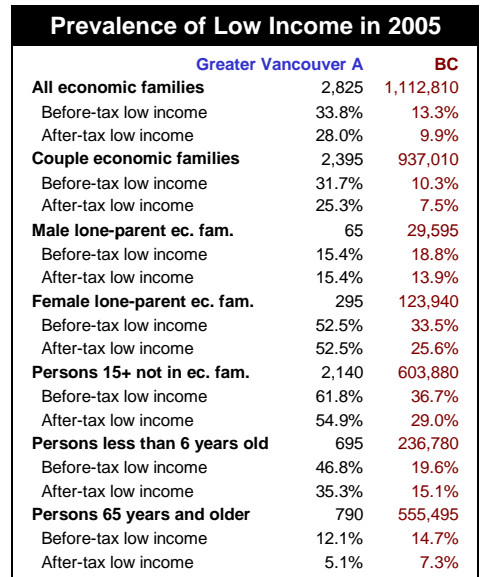 Prevalence of Low Income in 2005
Greater Vancouver A BC
All economic families 2,825 1,112,810
Before-tax low income 33.8% 13.3%
After-tax low income 28.0% 9.9%
Couple economic families 2,395 937,010
Before-tax low income 31.7% 10.3%
After-tax low income 25.3% 7.5%
Male lone-parent ec. fam. 65 29,595
Before-tax low income 15.4% 18.8%
After-tax low income 15.4% 13.9%
Female lone-parent ec. fam. 295 123,940
Before-tax low income 52.5% 33.5%
After-tax low income 52.5% 25.6%
Persons 15+ not in ec. fam. 2,140 603,880
Before-tax low income 61.8% 36.7%
After-tax low income 54.9% 29.0%
Persons less than 6 years old 695 236,780
Before-tax low income 46.8% 19.6%
After-tax low income 35.3% 15.1%
Persons 65 years and older 790 555,495
Before-tax low income 12.1% 14.7%
After-tax low income 5.1% 7.3%